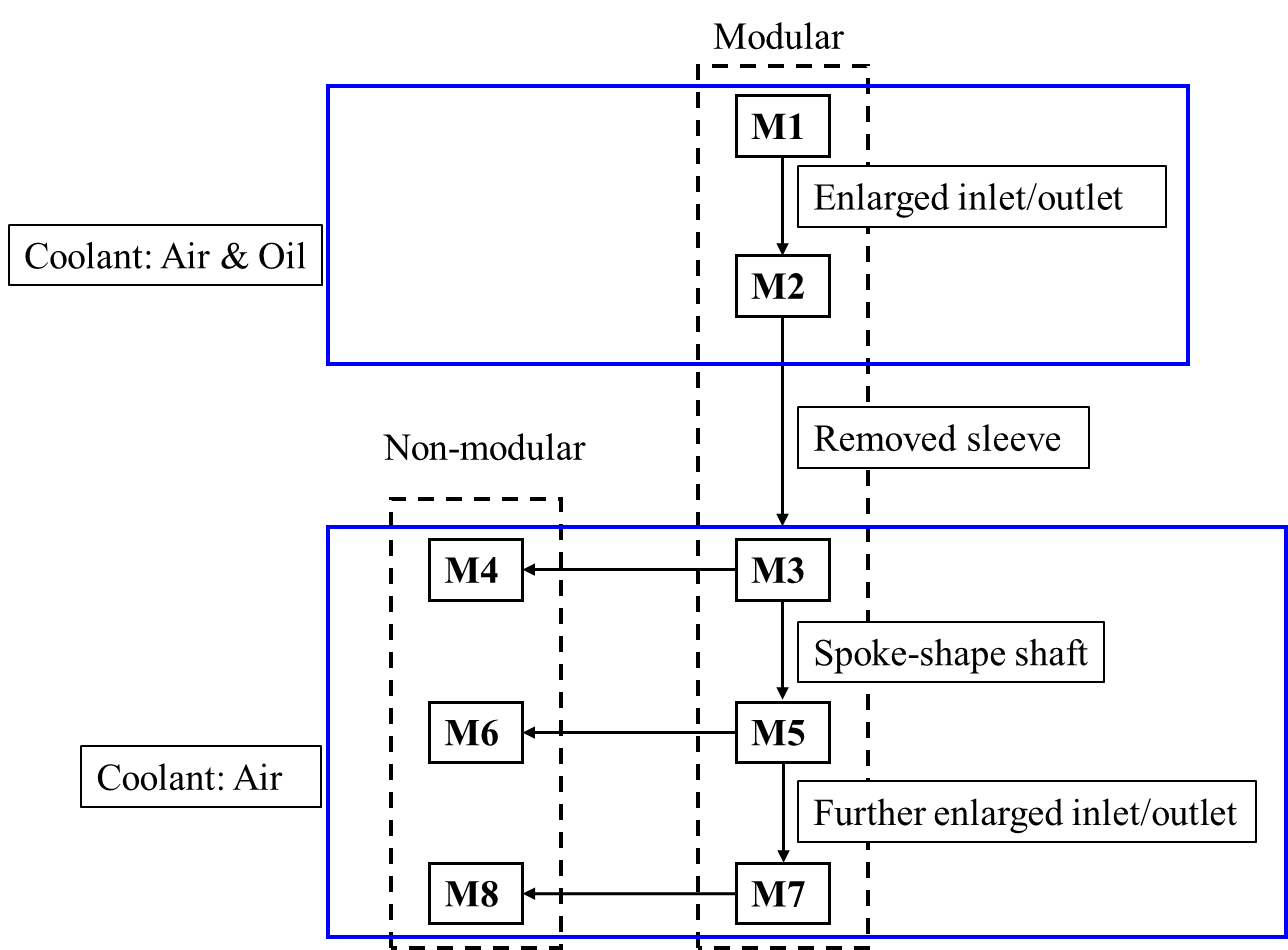 Modular
M1
Enlarged inlet/outlet
Coolant: Air & Oil
M2
Removed sleeve
Non-modular
M4
M3
Spoke-shape shaft
M6
M5
Coolant: Air
Further enlarged inlet/outlet
M8
M7